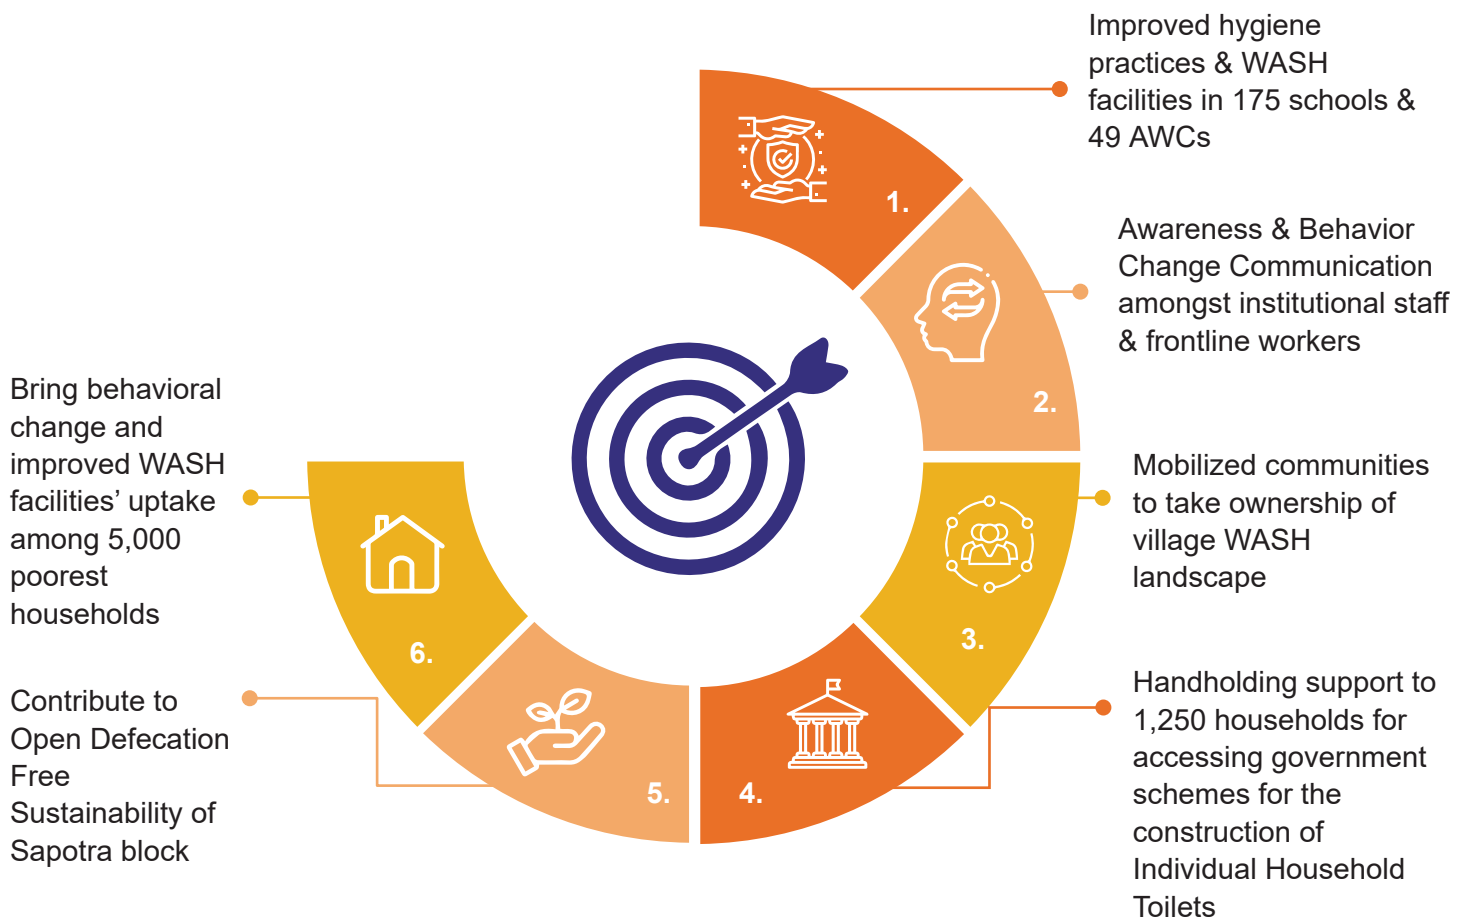 Improved hygiene
practices & WASH
facilities in 175 schools &
49 AWCs
1.
Awareness & Behavior
Change Communication
amongst institutional staff
& frontline workers
2.
Mobilized communities
to take ownership of
village WASH
landscape
3.
Handholding support to
1,250 households for
accessing government
schemes for the
construction of
Individual Household
Toilets
4.
Contribute to
Open Defecation
Free
Sustainability of
Sapotra block
5.
Bring behavioral
change and
improved WASH
facilities’ uptake
among 5,000
poorest
households
6.